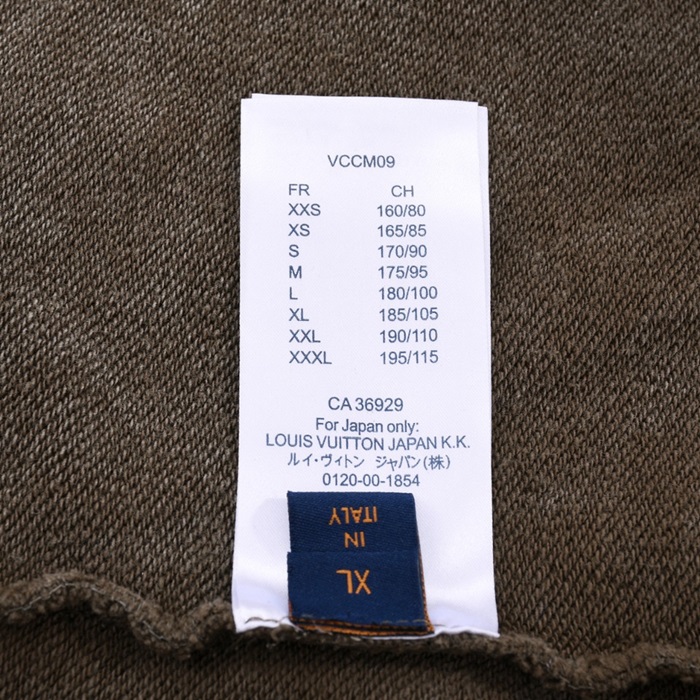 VCCM09
FR CH
XXS 160/80
XS 165/85
S 170/90
M 175/95
L 180/100
XL 185/105
XXL 190/110
XXXL 195/115
CA 36929
For Japan only:
LOUIS VUITTON JAPAN K.K.
ルイ・ヴィトン ジャパン(株)
0120-00-1854
XL
IN
ITALY